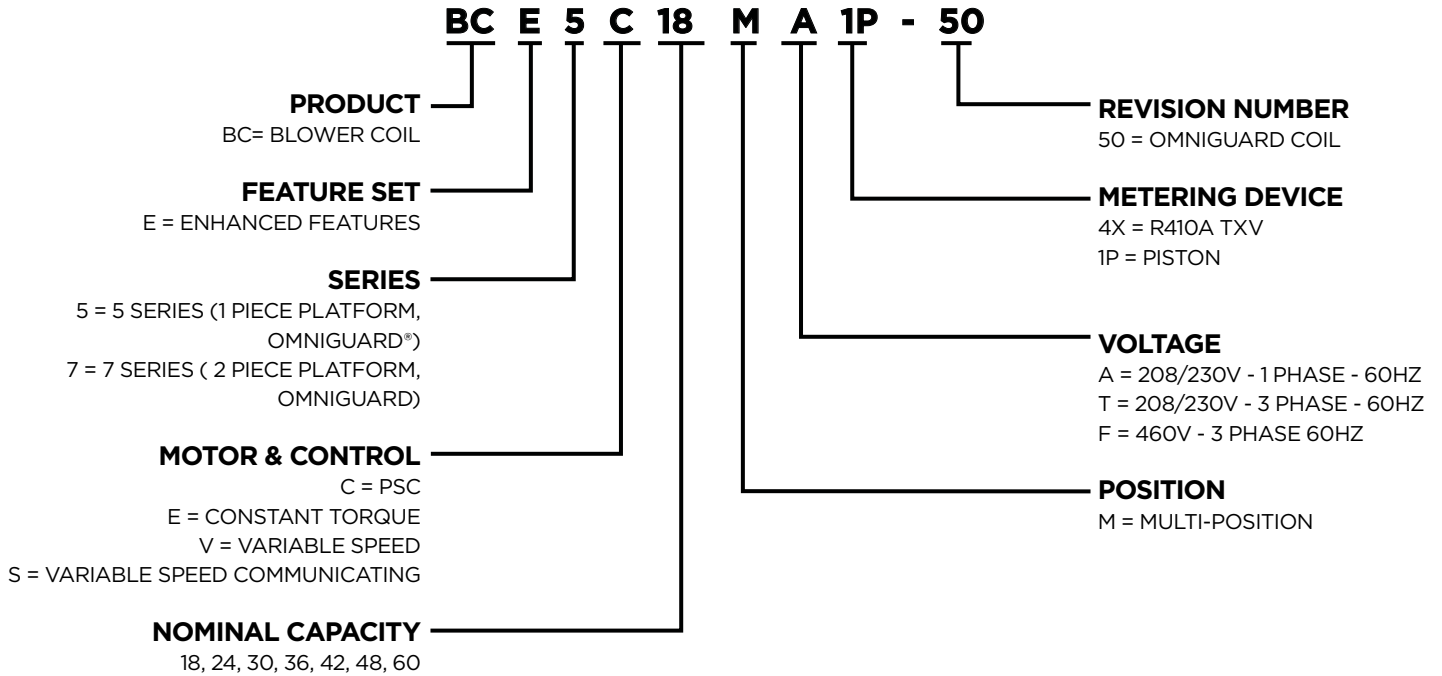 BC E 5 C 18 M A 1P - 50
PRODUCT
BC= BLOWER COIL
FEATURE SET
E = ENHANCED FEATURES
SERIES
5 = 5 SERIES (1 PIECE PLATFORM,
OMNIGUARD®)
7 = 7 SERIES ( 2 PIECE PLATFORM,
OMNIGUARD)
MOTOR & CONTROL
C = PSC
E = CONSTANT TORQUE
V = VARIABLE SPEED
S = VARIABLE SPEED COMMUNICATING
NOMINAL CAPACITY
18, 24, 30, 36, 42, 48, 60
REVISION NUMBER
50 = OMNIGUARD COIL
METERING DEVICE
4X = R410A TXV
1P = PISTON
VOLTAGE
A = 208/230V - 1 PHASE - 60HZ
T = 208/230V - 3 PHASE - 60HZ
F = 460V - 3 PHASE 60HZ
POSITION
M = MULTI-POSITION